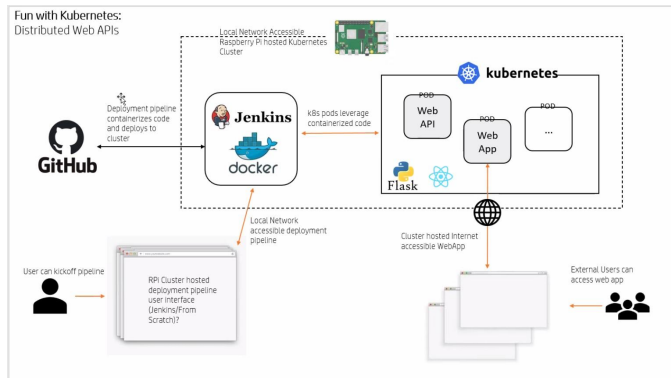 Fun with Kubernetes:
Distributed Web APIs
Local Network Accessible
Raspberry Pi hosted Kubernetes
Cluster
Deployment pipeline
containerizes code
and deploys to
cluster
GitHub
Jenkins
docker
k8s pods leverage
containerized code
kubernetes
POD
Web
API
POD
Web
App
POD
...
Flask
Local Network
accessible deployment
pipeline
Cluster hosted Internet
accessible WebApp
User can kickoff pipeline
RPi Cluster hosted
deployment pipeline
user interface
(Jenkins/From
Scratch)?
External Users can
access web app